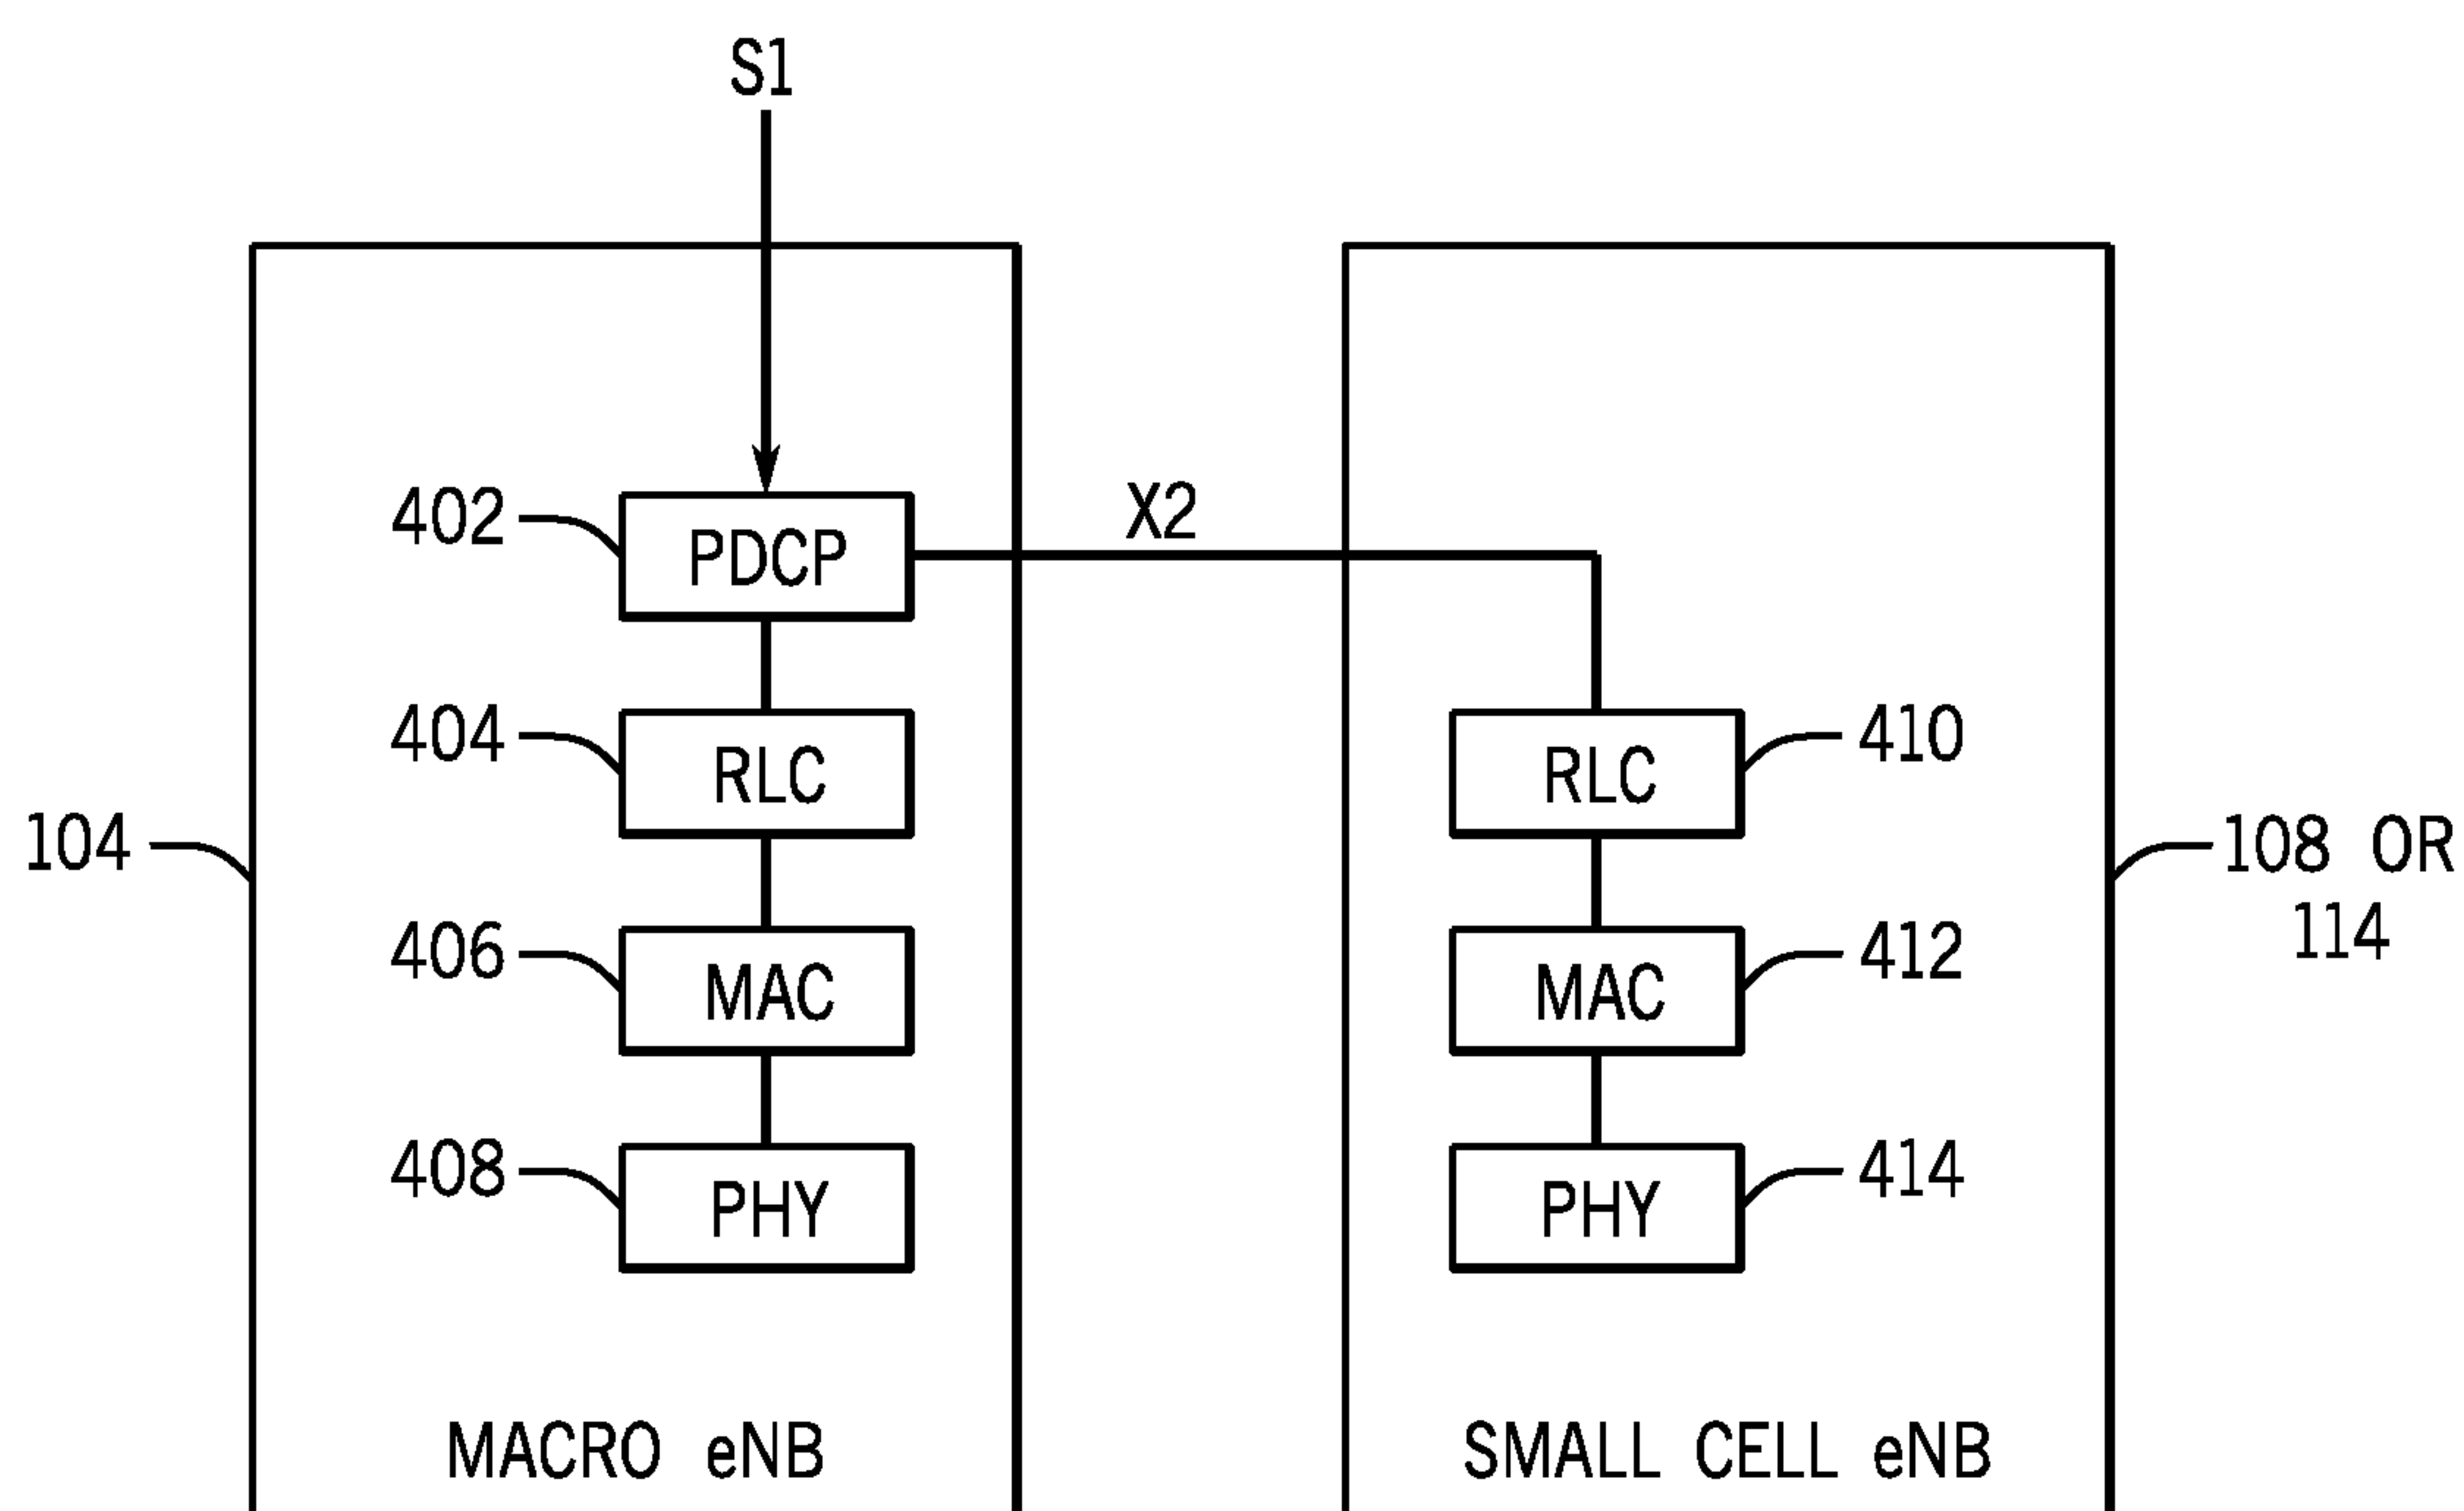 S1
402
PDCP
X2
404
RLC
RLC
410
104
108 OR
114
406
MAC
MAC
412
408
PHY
PHY
414
MACRO eNB
SMALL CELL eNB